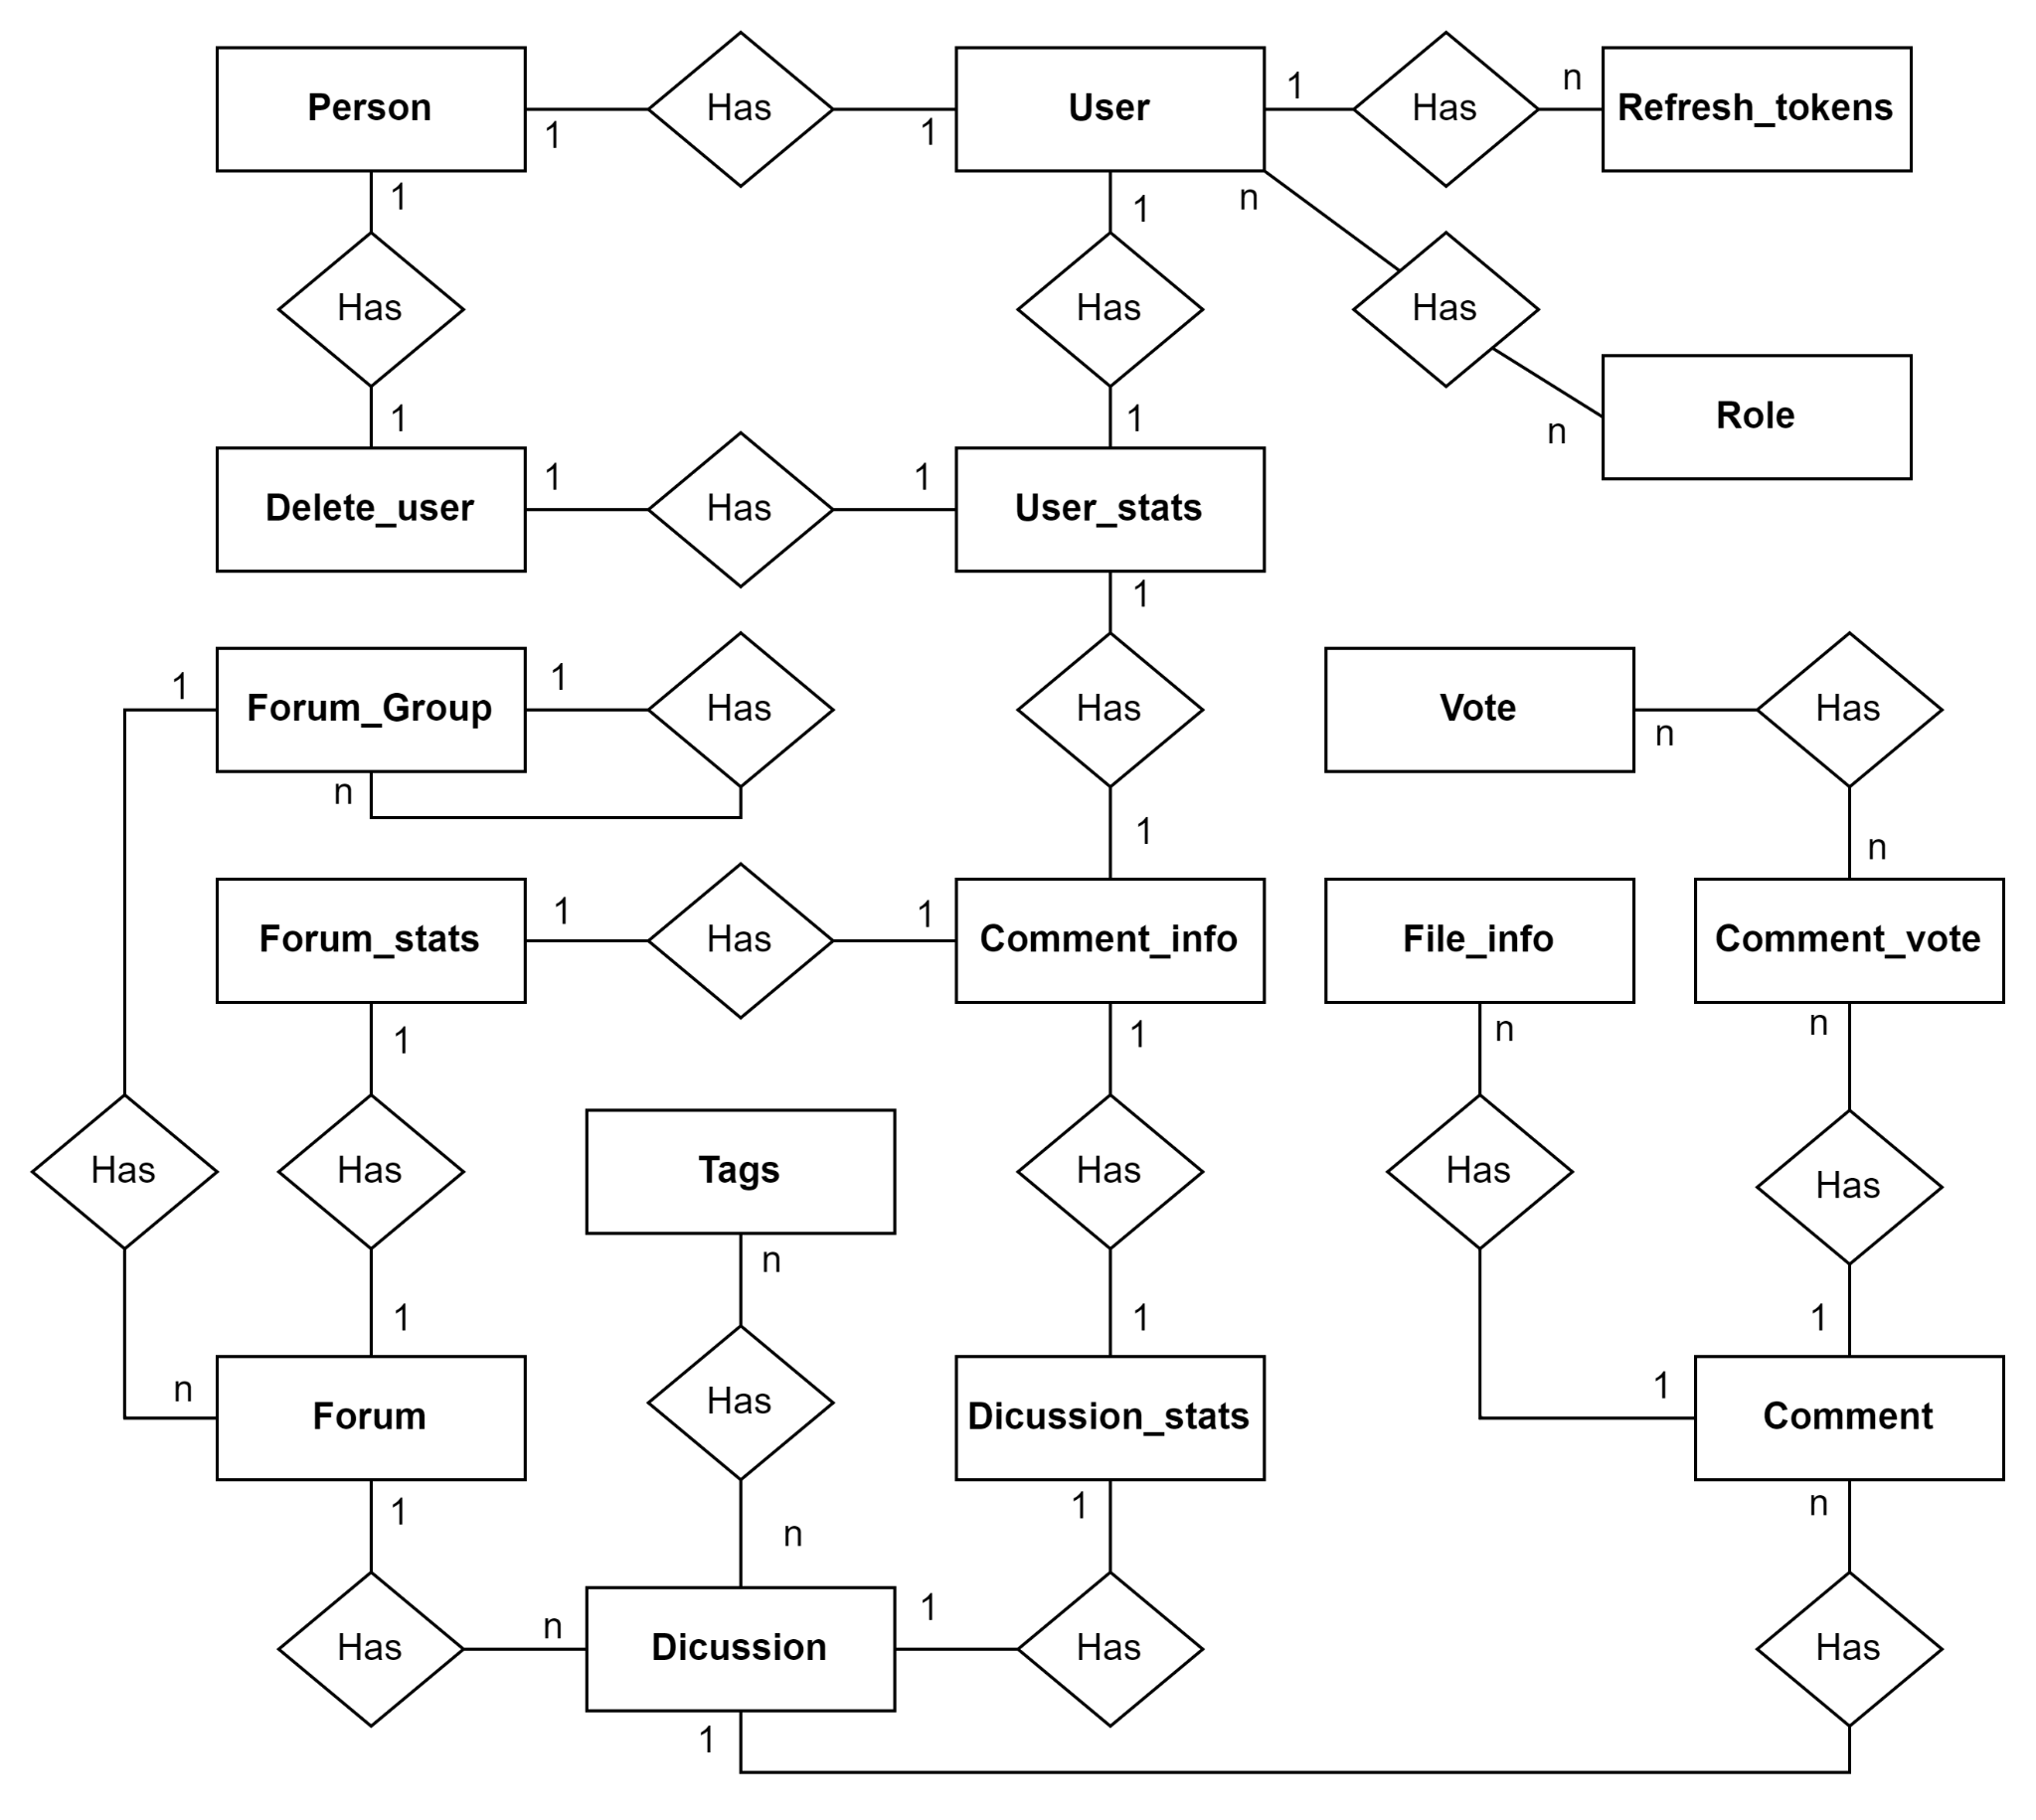 Person
1
Has
1
User
1
Has
n
Refresh_tokens
1
1
n
Has
Has
Has
1
1
n
Role
Delete_user
1
Has
1
User_stats
1
1
Forum_Group
1
Has
Has
Vote
n
Has
n
1
n
Forum_stats
1
Has
1
Comment_info
File_info
Comment_vote
1
1
n
n
Has
Has
Tags
Has
Has
Has
n
1
1
1
n
Forum
Has
Dicussion_stats
1
Comment
1
n
1
n
Has
n
Dicussion
1
Has
Has
1